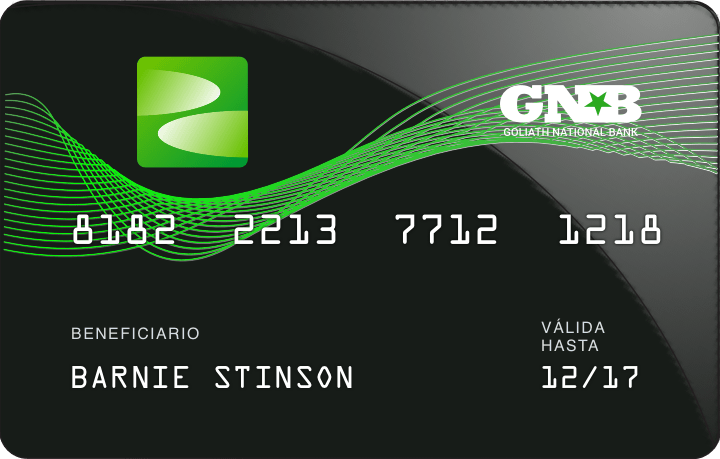 GNB
GOLIATH NATIONAL BANK
8182 2213 7712 1218
BENEFICIARIO
VÁLIDA
HASTA
BARNIE STINSON
12/17